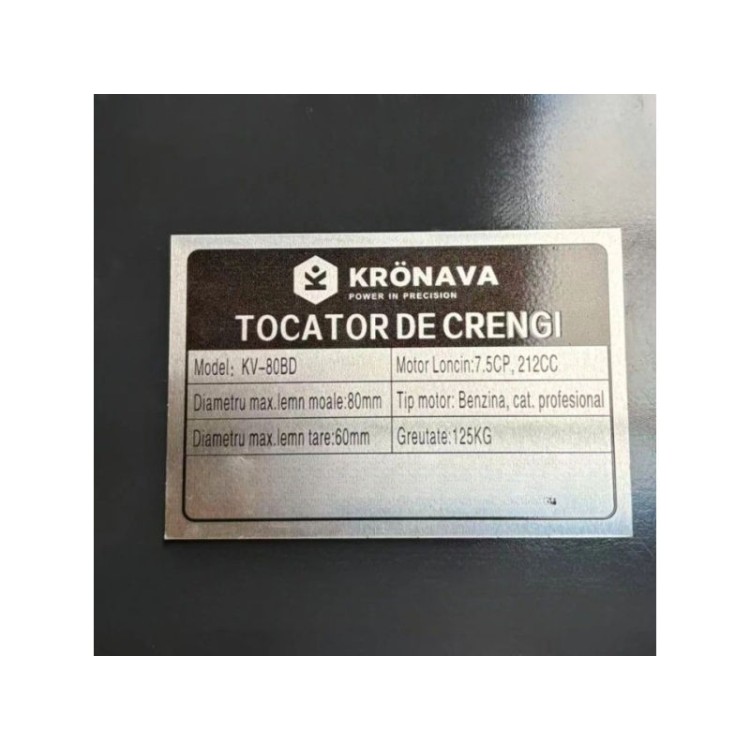 KRÖNAVA
POWER IN PRECISION
TOCATOR DE CRENGI
Model: KV-80BD
Motor Loncin:7.5CP, 212CC
Diametru max.lemn moale:80mm
Tip motor: Benzina, cat. profesional
Diametru max.lemn tare:60mm
Greutate:125KG